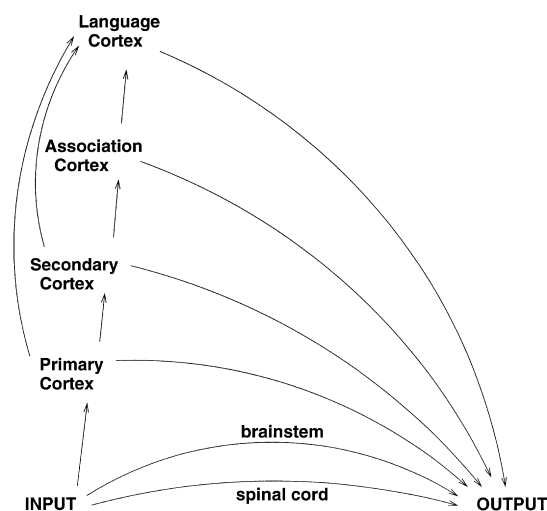 Language
Cortex
Association
Cortex
Secondary
Cortex
Primary
Cortex
brainstem
INPUT
spinal cord
OUTPUT